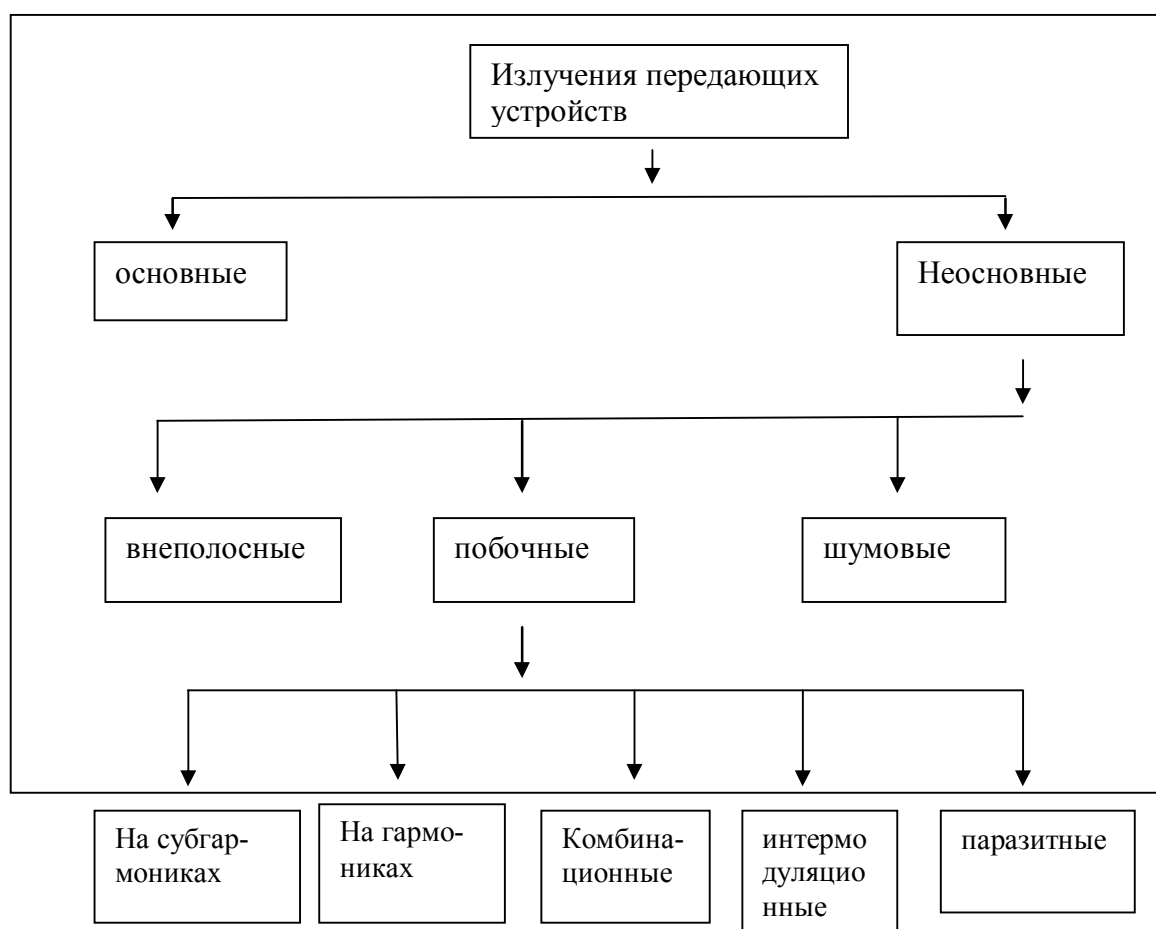 Излучения передающих
устройств
основные
Неосновные
внеполосные
побочные
шумовые
На субгар-
мониках
На гармо-
никах
Комбина-
ционные
интермо
дуляцио
нные
паразитные